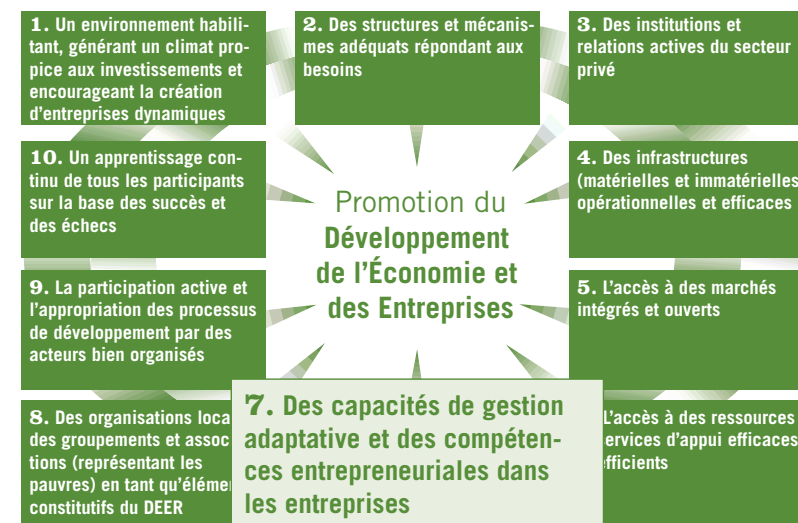 1. Un environnement habili-
tant, générant un climat pro-
pice aux investissements et
encourageant la création
d'entreprises dynamiques
2. Des structures et mécanis-
mes adéquats répondant aux
besoins
3. Des institutions et
relations actives du secteur
privé
10. Un apprentissage con-
tinu de tous les participants
sur la base des succès et
des échecs
Promotion du
Développement
de l'Économie et
des Entreprises
4. Des infrastructures
(matérielles et immatérielles
opérationnelles et efficaces
9. La participation active et
l'appropriation des processus
de développement par des
acteurs bien organisés
5. L'accès à des marchés
intégrés et ouverts
8. Des organisations loca
des groupements et assoc
tions (représentant les
pauvres) en tant qu'élém
constitutifs du DEER
7. Des capacités de gestion
adaptative et des compéten-
ces entrepreneuriales dans
les entreprises
L'accès à des ressources
ervices d'appui efficaces
fficients